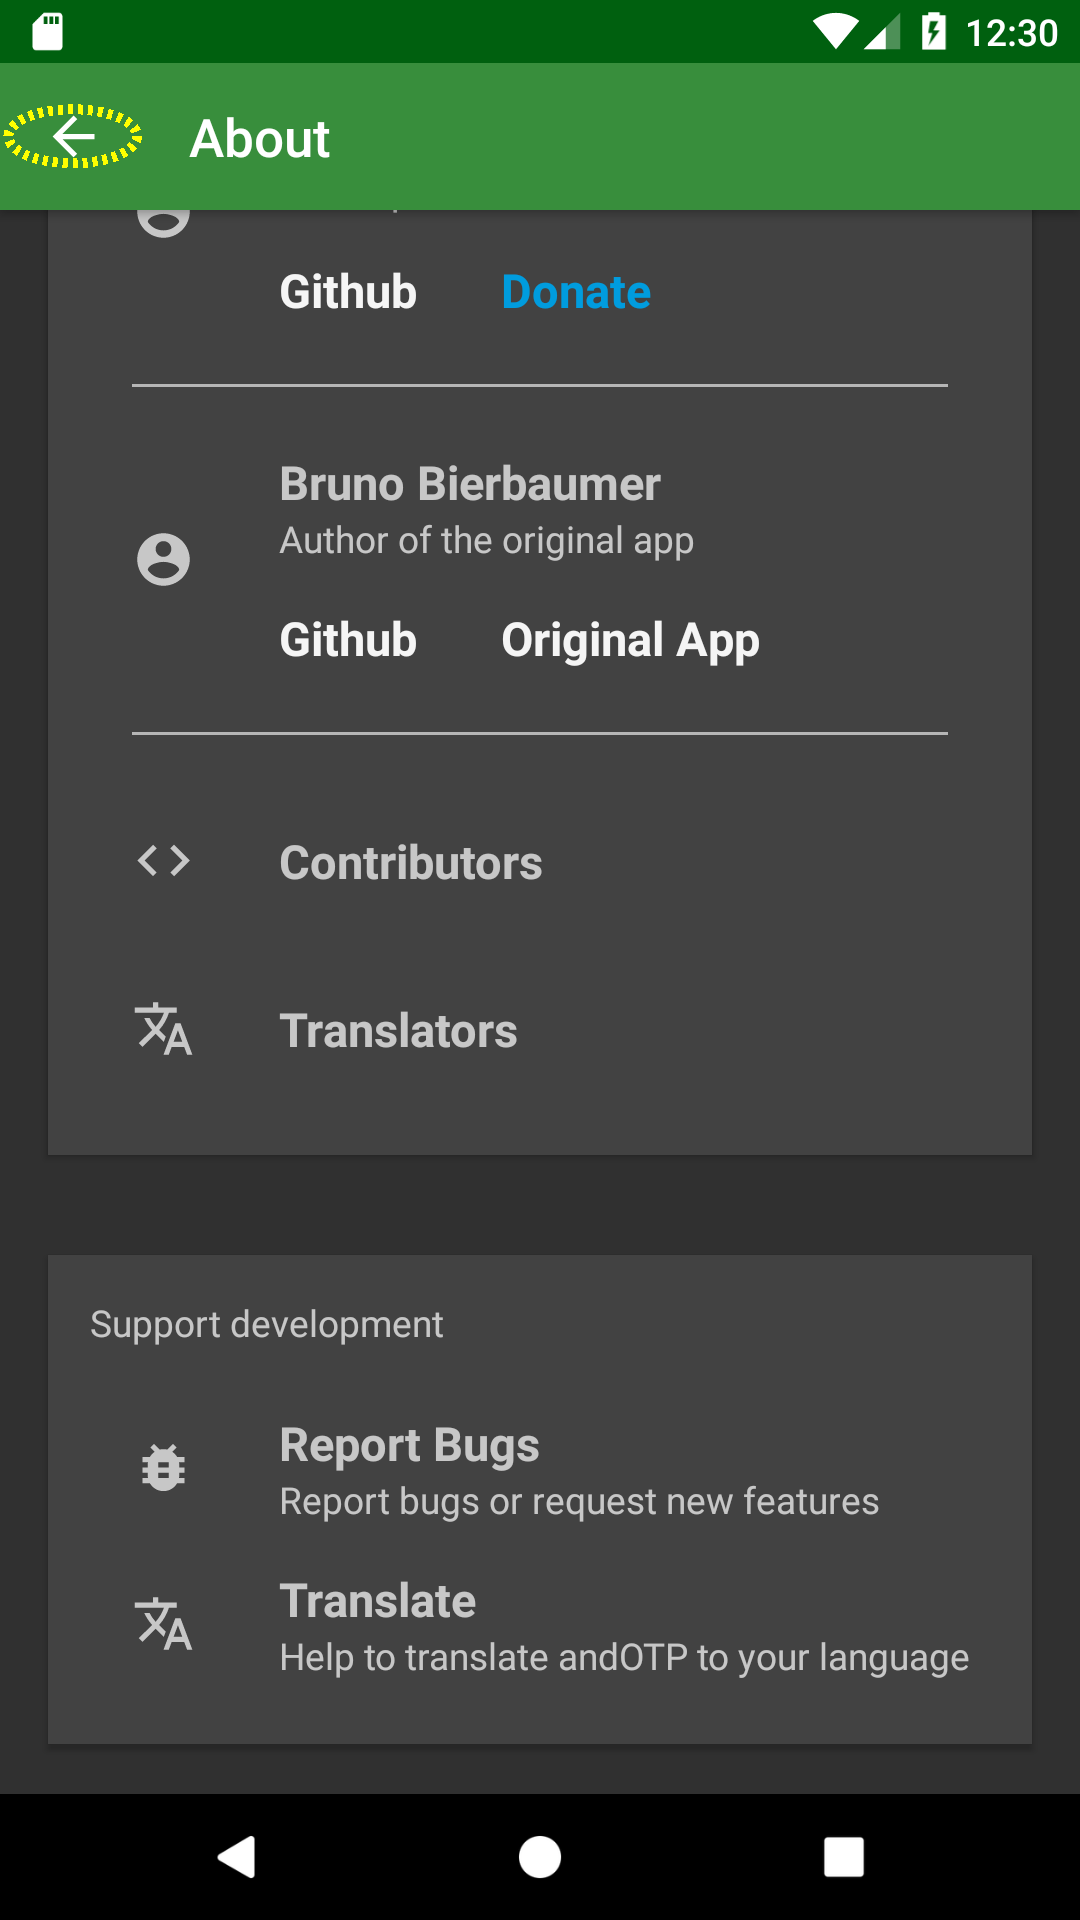 12:30
About
Github Donate
Bruno Bierbaumer
Author of the original app
Github Original App
Contributors
Translators
Support development
Report Bugs
Report bugs or request new features
Translate
Help to translate andOTP to your language